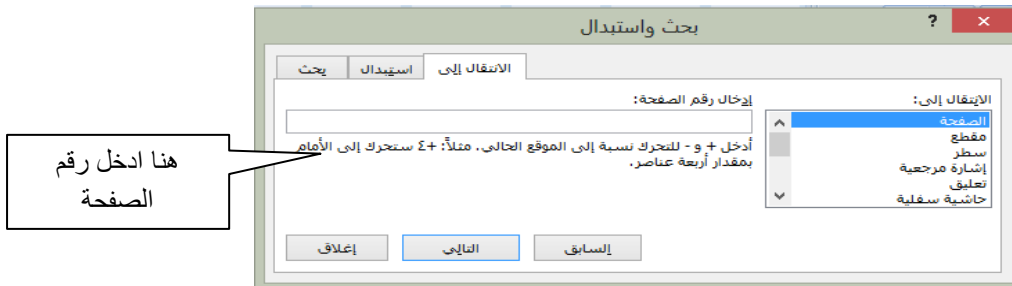 بحث واستبدال
?
×
الانتقال إلى
استبدال
بحث
الانتقال إلى:
إدخال رقم الصفحة:
الصفحة
مقطع
سطر
إشارة مرجعية
تعليق
حاشية سفلية
أدخل + و - للتحرك نسبة إلى الموقع الحالي. مثلاً: +٤ ستحرك إلى الأمام
بمقدار أربعة عناصر.
هنا ادخل رقم
الصفحة
السابق
التالي
إغلاق